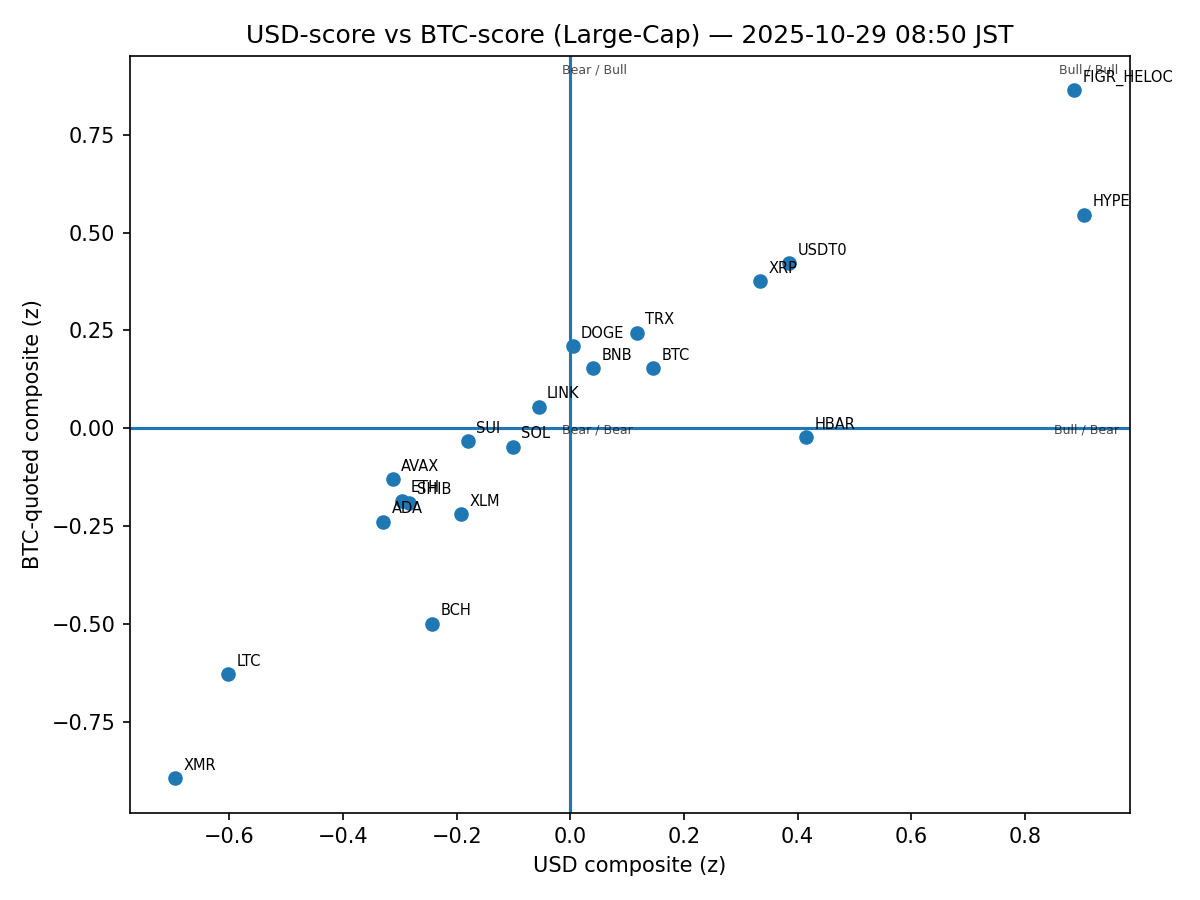 USD-score vs BTC-score (Large-Cap) — 2025-10-29 08:50 JST
Bear / Bull
Bull / Bull
FIGR_HELOC
0.75
HYPE
0.50
USDT0
XRP
TRX
0.25
DOGE
BNB
BTC
LINK
HBAR
0.00
SUI
SOL
Bear / Bear
Bull / Bear
AVAX
ETH
SHIB
XLM
ADA
−0.25
BCH
−0.50
LTC
−0.75
XMR
BTC-quoted composite (z)
−0.6
−0.4
−0.2
0.0
0.2
0.4
0.6
0.8
USD composite (z)